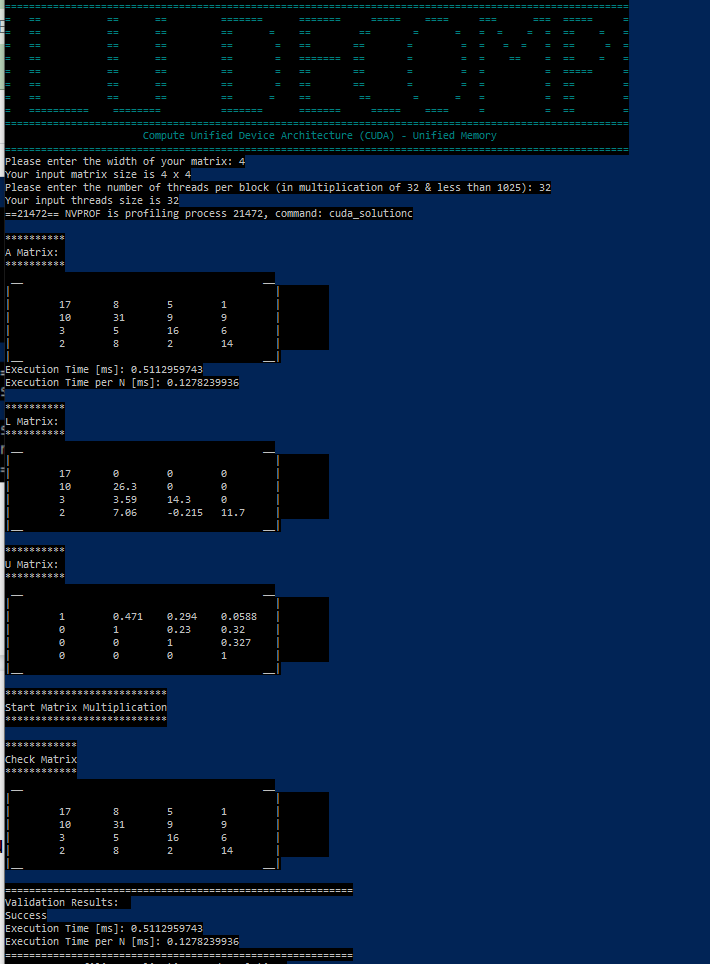 LU DECOMP
Compute Unified Device Architecture (CUDA) - Unified Memory
Please enter the width of your matrix: 4
Your input matrix size is 4 x 4
Please enter the number of threads per block (in multiplication of 32 & less than 1025): 32
Your input threads size is 32
==21472== NVPROF is profiling process 21472, command: cuda_solutionc
**********
A Matrix:
**********
17 8 5 1
10 31 9 9
3 5 16 6
2 8 2 14
Execution Time [ms]: 0.5112959743
Execution Time per N [ms]: 0.1278239936
**********
L Matrix:
**********
17 0 0 0
10 26.3 0 0
3 3.59 14.3 0
2 7.06 -0.215 11.7
**********
U Matrix:
**********
1 0.471 0.294 0.0588
0 1 0.23 0.32
0 0 1 0.327
0 0 0 1
***************************
Start Matrix Multiplication
***************************
************
Check Matrix
************
17 8 5 1
10 31 9 9
3 5 16 6
2 8 2 14
==========================================================
Validation Results:
Success
Execution Time [ms]: 0.5112959743
Execution Time per N [ms]: 0.1278239936
==========================================================